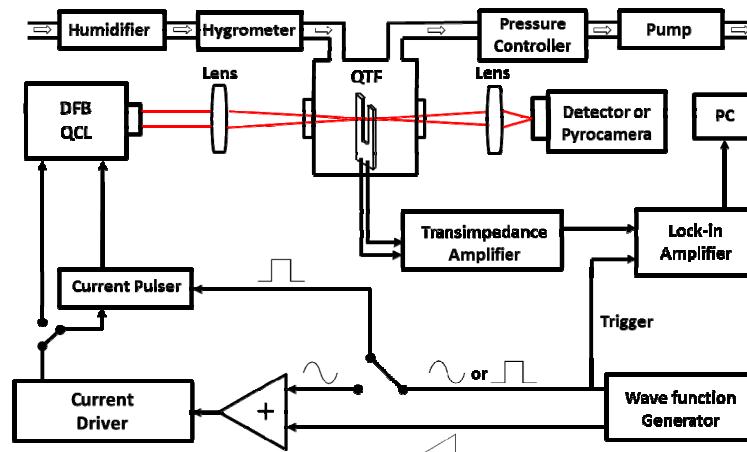 Humidifier
Hygrometer
Pressure
Controller
Pump
Lens
QTF
Lens
DFB
QCL
Detector or
Pyrocamera
PC
Transimpedance
Amplifier
Lock-in
Amplifier
Current Pulser
Trigger
or
Current
Driver
+
Wave function
Generator